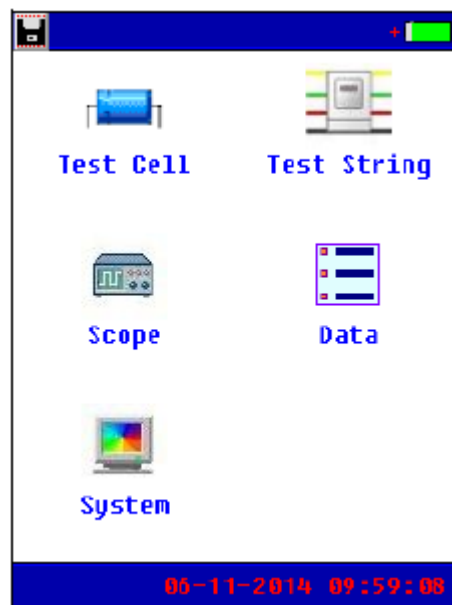 +
Test Cell Test String
Scope Data
System
06-11-2014 09:59:08